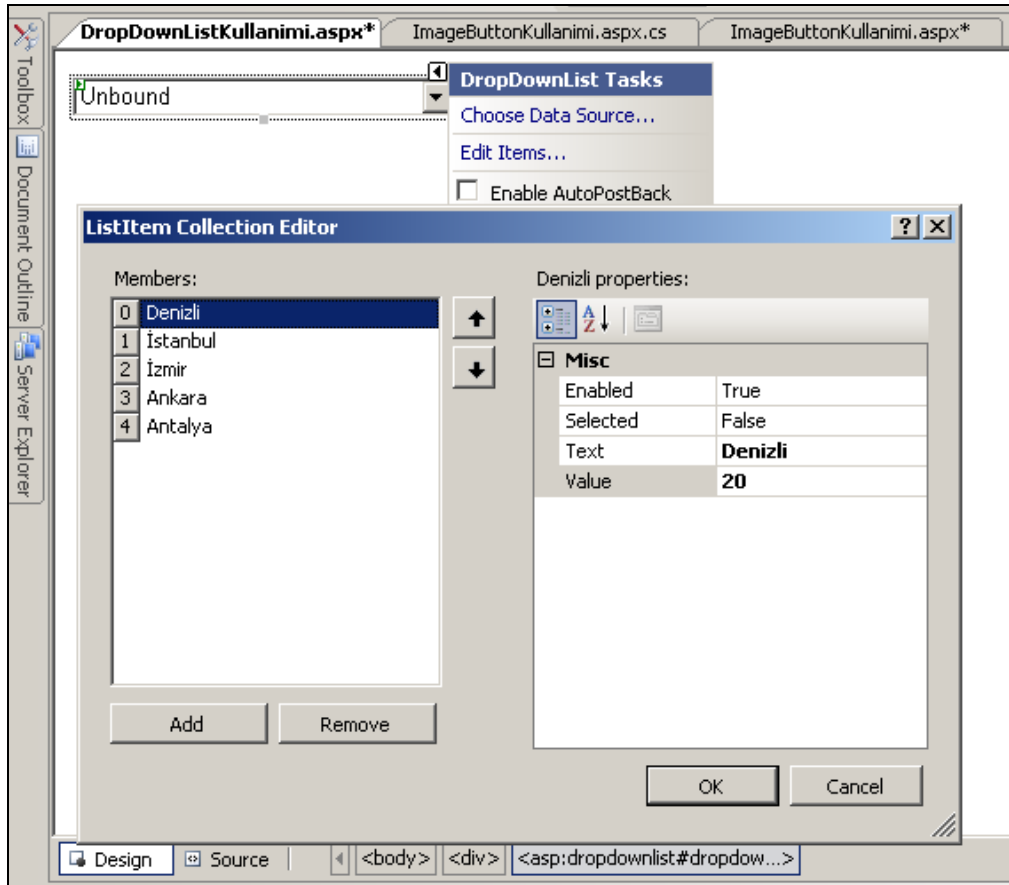 DropDownListKullanimi.aspx* ImageButtonKullanimi.aspx.cs ImageButtonKullanimi.aspx*
Toolbox
Document Outline
Server Explorer
Unbound
DropDownList Tasks
Choose Data Source...
Edit Items...
Enable AutoPostBack
ListItem Collection Editor
Members:
0 Denizli
1 İstanbul
2 İzmir
3 Ankara
4 Antalya
Add Remove
Denizli properties:
Misc
Enabled True
Selected False
Text Denizli
Value 20
OK Cancel
Design Source <body> <div> <asp:dropdownlist#dropdow...>